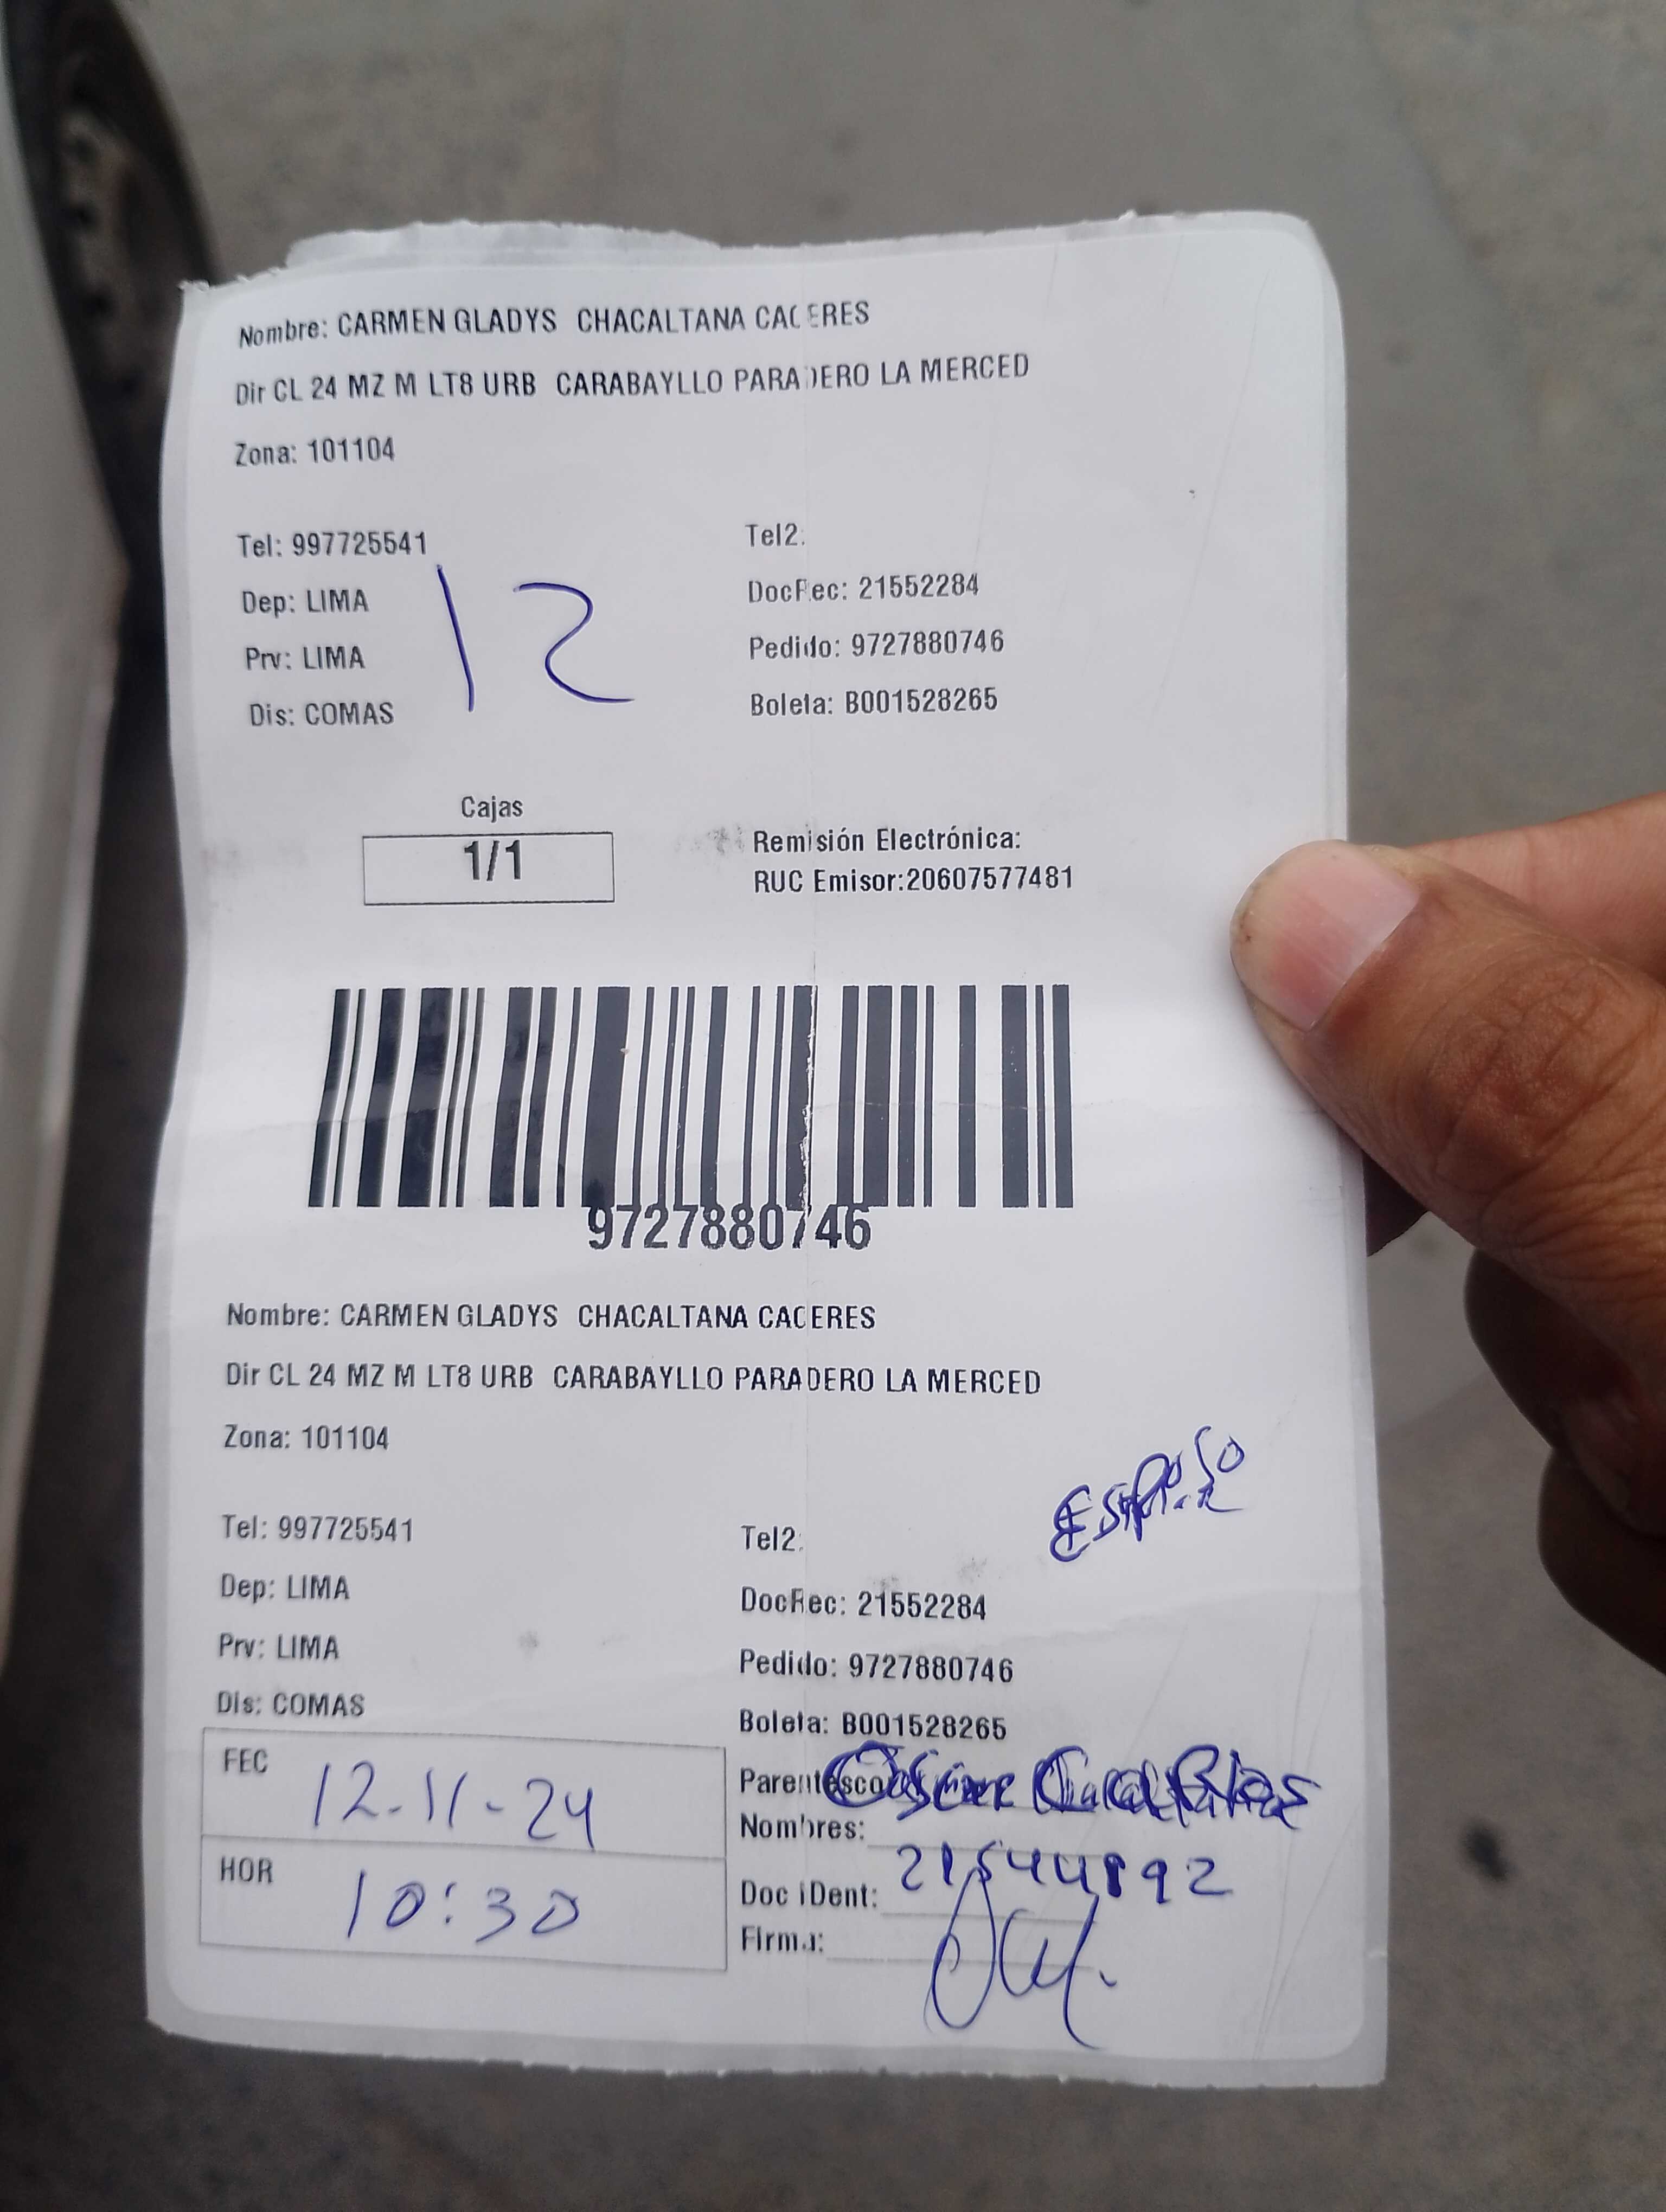 Nombre: CARMEN GLADYS CHACALTANA CACERES
Dir CL 24 MZ M LT8 URB CARABAYLLO PARADERO LA MERCED
Zona: 101104
Tel: 997725541
Tel2:
Dep: LIMA
DocRec: 21552284
Prv: LIMA
Pedido: 9727880746
Dis: COMAS
Boleta: B001528265
12
Cajas
1/1
Remisión Electrónica:
RUC Emisor:20607577481
9727880746
Nombre: CARMEN GLADYS CHACALTANA CACERES
Dir CL 24 MZ M LT8 URB CARABAYLLO PARADERO LA MERCED
Zona: 101104
ESPOSO
Tel: 997725541
Tel2:
Dep: LIMA
DocRec: 21552284
Prv: LIMA
Pedido: 9727880746
Dis: COMAS
Boleta: B001528265
FEC 12-11-24
Parentesco
Nombres:
HOR 10:30
Doc iDent: 21544892
Firma: